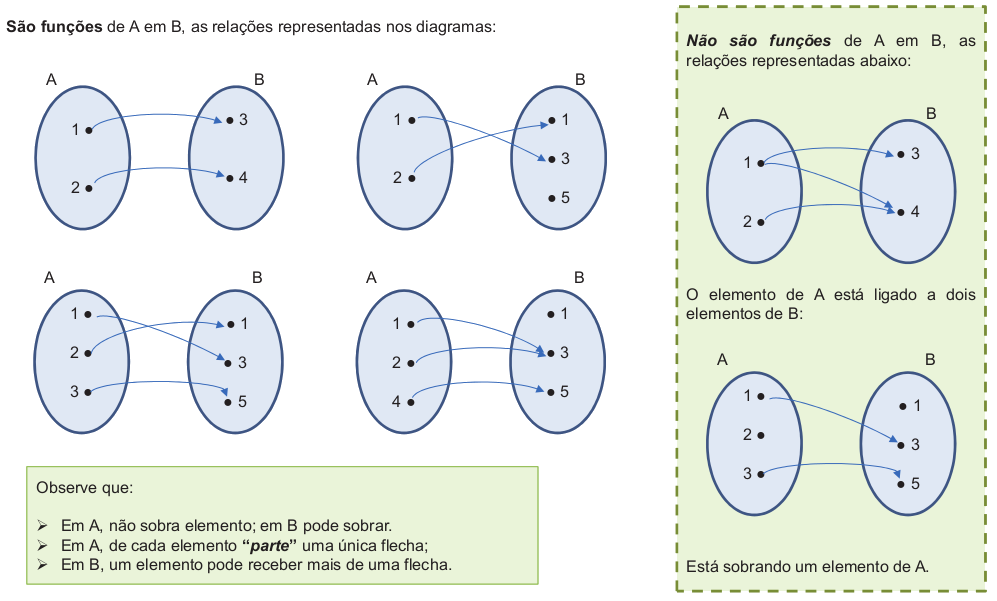 São funções de A em B, as relações representadas nos diagramas:
A B
1 3
2 4
A B
1 1
2 3
5
A B
1 1
2 3
3 5
A B
1 1
2 3
4 5
Observe que:
➢ Em A, não sobra elemento; em B pode sobrar.
➢ Em A, de cada elemento “parte” uma única flecha;
➢ Em B, um elemento pode receber mais de uma flecha.
Não são funções de A em B, as
relações representadas abaixo:
A B
1 3
2 4
O elemento de A está ligado a dois
elementos de B:
A B
1 1
2 3
3 5
Está sobrando um elemento de A.